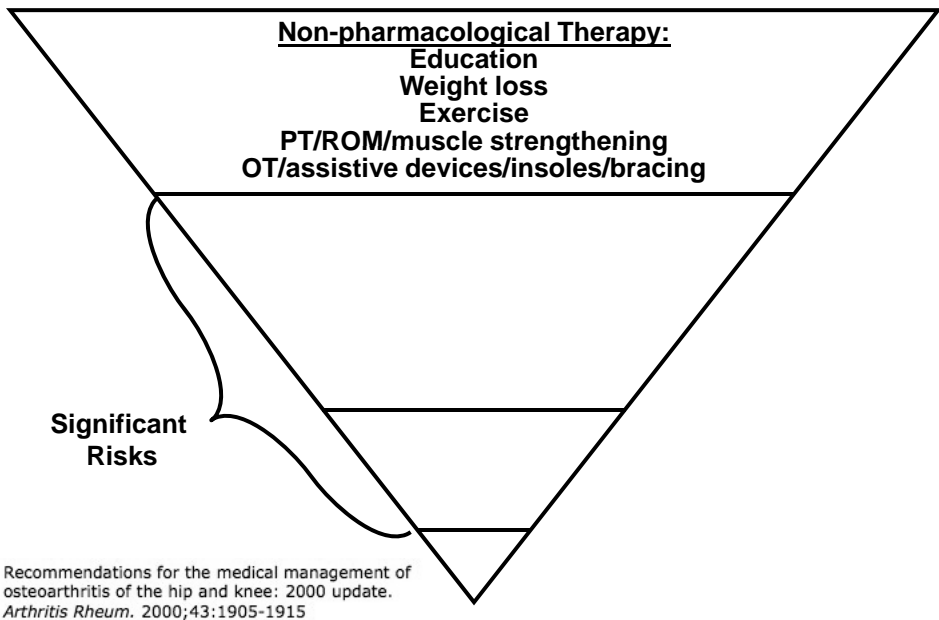 Non-pharmacological Therapy:
Education
Weight loss
Exercise
PT/ROM/muscle strengthening
OT/assistive devices/insoles/bracing
Significant
Risks
Recommendations for the medical management of
osteoarthritis of the hip and knee: 2000 update.
Arthritis Rheum. 2000;43:1905-1915